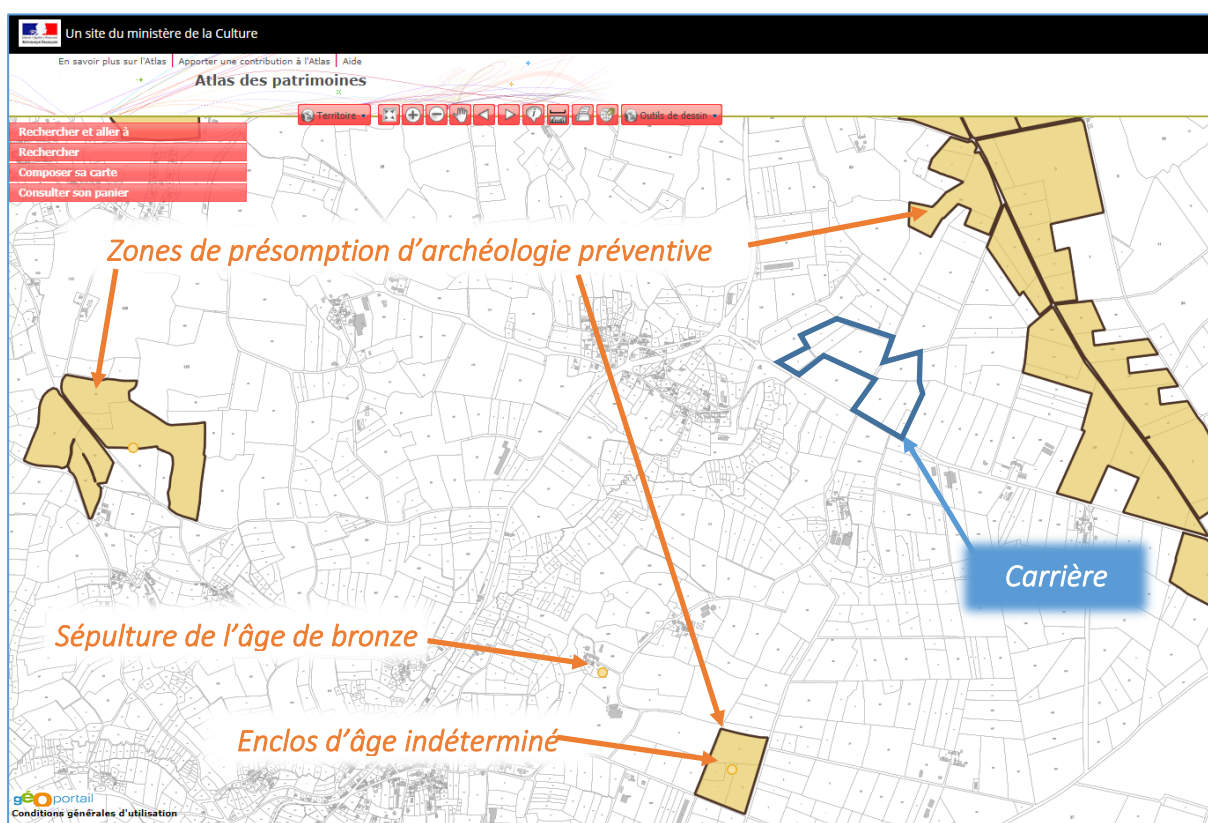 Un site du ministère de la Culture
En savoir plus sur l'Atlas | Apporter une contribution à l'Atlas | Aide
Atlas des patrimoines
Territoire
Outils de dessin
Rechercher et aller à
Rechercher
Composer sa carte
Consulter son panier
Zones de présomption d'archéologie préventive
Carrière
Sépulture de l'âge de bronze
Enclos d'âge indéterminé
géoportail
Conditions générales d'utilisation